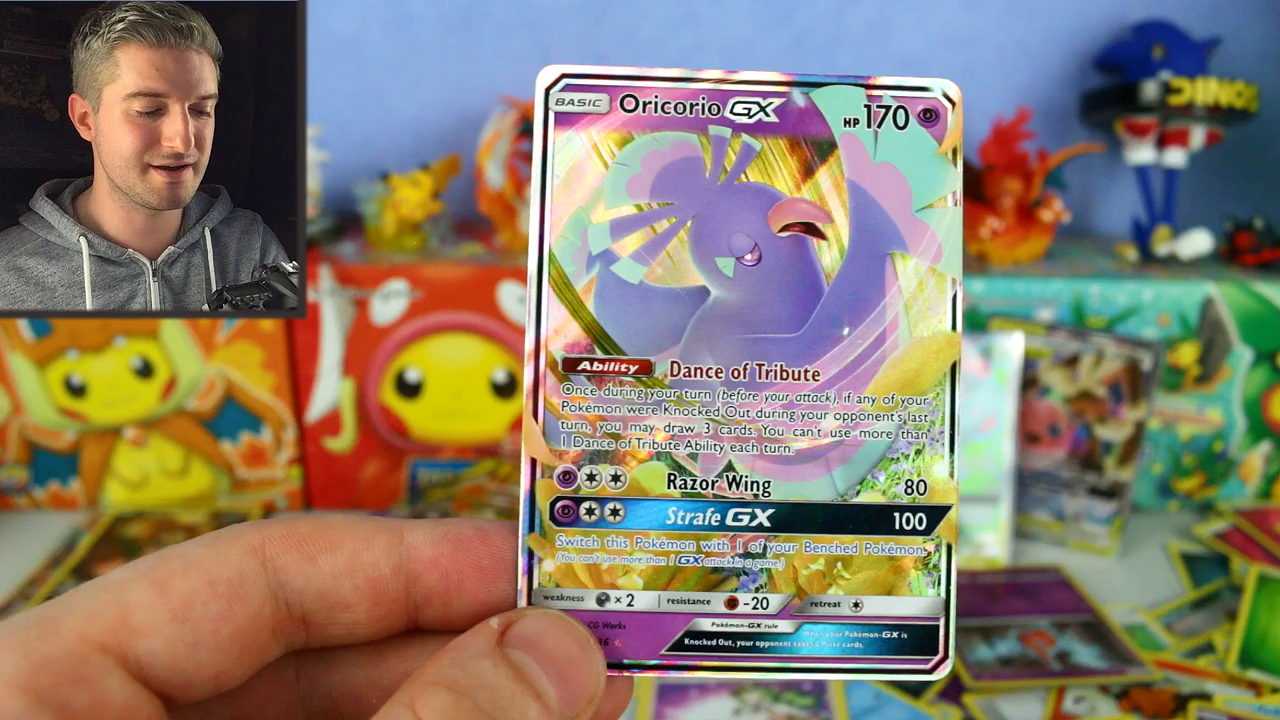 BASIC Oricorio GX HP 170
Ability Dance of Tribute
Once during your turn (before your attack), if any of your
Pokémon were Knocked Out during your opponent's last
turn, you may draw 3 cards. You can't use more than
1 Dance of Tribute Ability each turn.
Razor Wing 80
Strafe GX 100
Switch this Pokémon with 1 of your Benched Pokémon.
(You can't use more than 1 GX attack in a game.)
weakness ×2 resistance -20 retreat
CG Works
Pokémon-GX rule
When your Pokémon-GX is
Knocked Out, your opponent takes 2 Prize cards.
SONIC